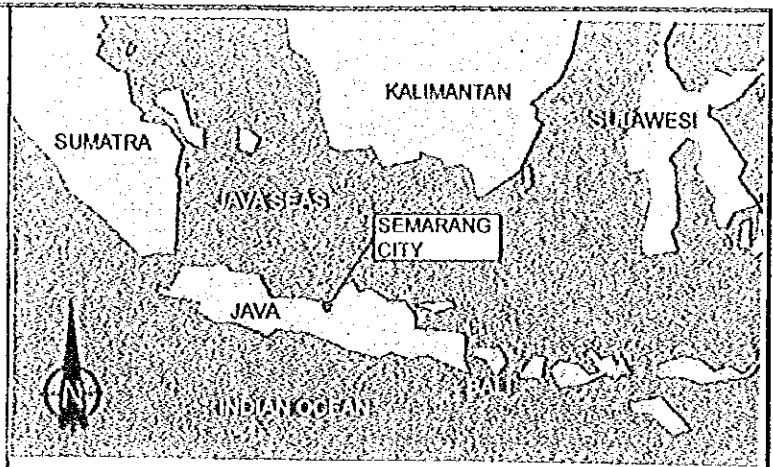 KALIMANTAN
SULAWESI
SUMATRA
JAVA SEAS
SEMARANG
CITY
JAVA
BALI
N
INDIAN OCEAN